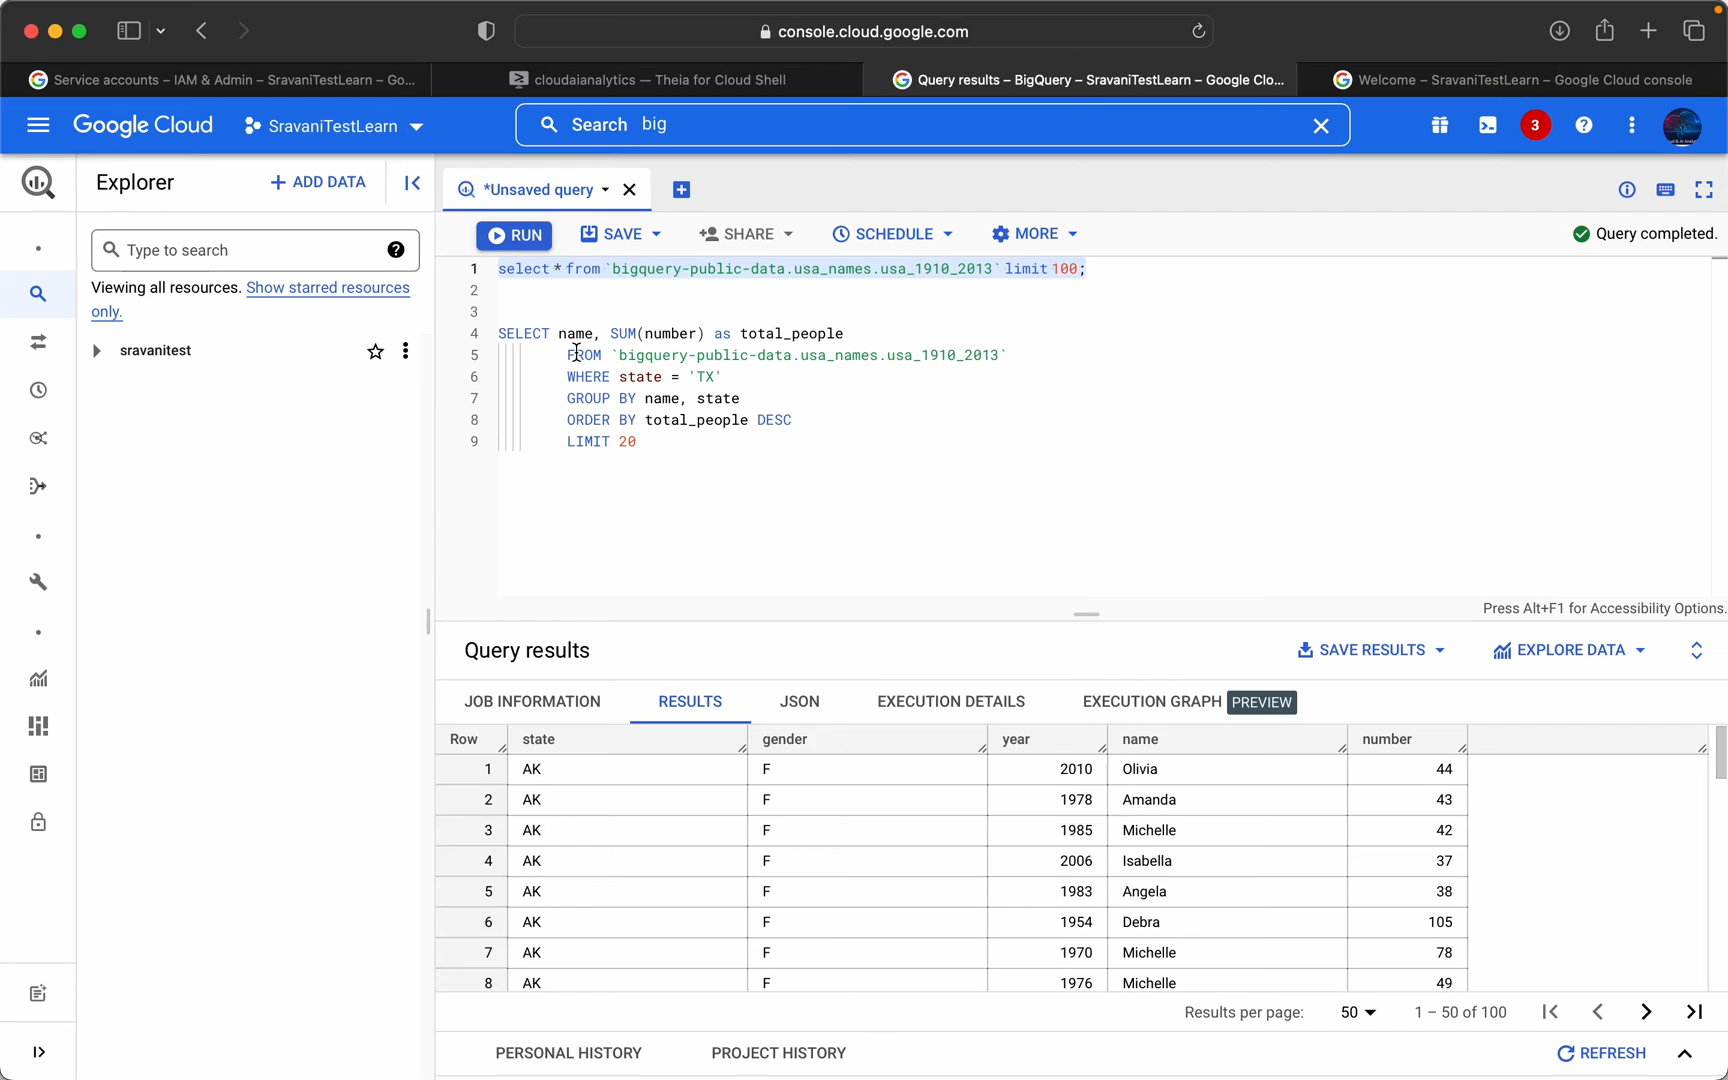 console.cloud.google.com
Service accounts – IAM & Admin – SravaniTestLearn – Go...
cloudaianalytics — Theia for Cloud Shell
Query results – BigQuery – SravaniTestLearn – Google Clo...
Welcome – SravaniTestLearn – Google Cloud console
Google Cloud
SravaniTestLearn
Search big
3
Explorer
+ ADD DATA
*Unsaved query
RUN
SAVE
SHARE
SCHEDULE
MORE
Query completed.
Type to search
Viewing all resources. Show starred resources
only.
sravanitest
1 select * from `bigquery-public-data.usa_names.usa_1910_2013` limit 100;
2
3
4 SELECT name, SUM(number) as total_people
5 FROM `bigquery-public-data.usa_names.usa_1910_2013`
6 WHERE state = 'TX'
7 GROUP BY name, state
8 ORDER BY total_people DESC
9 LIMIT 20
Press Alt+F1 for Accessibility Options.
Query results
SAVE RESULTS
EXPLORE DATA
JOB INFORMATION
RESULTS
JSON
EXECUTION DETAILS
EXECUTION GRAPH PREVIEW
Row state gender year name number
1 AK F 2010 Olivia 44
2 AK F 1978 Amanda 43
3 AK F 1985 Michelle 42
4 AK F 2006 Isabella 37
5 AK F 1983 Angela 38
6 AK F 1954 Debra 105
7 AK F 1970 Michelle 78
8 AK F 1976 Michelle 49
Results per page: 50 1 – 50 of 100
PERSONAL HISTORY
PROJECT HISTORY
REFRESH